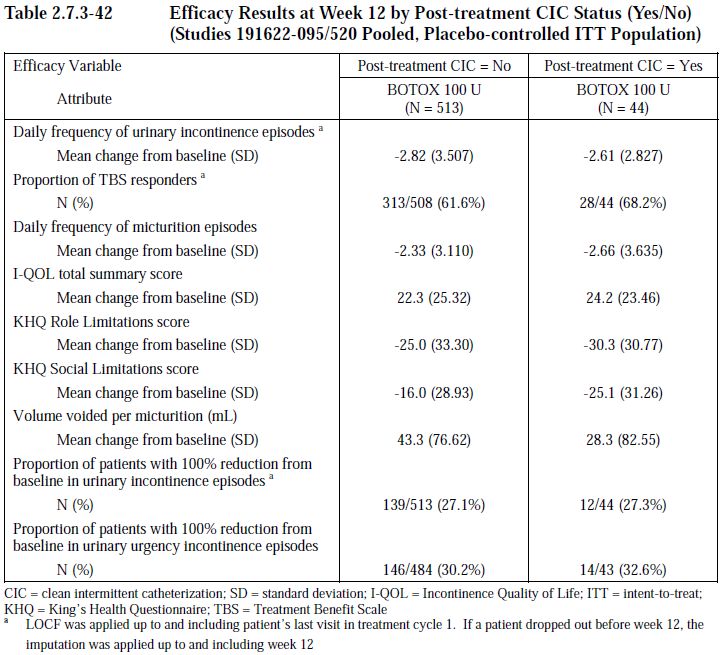 Table 2.7.3-42 Efficacy Results at Week 12 by Post-treatment CIC Status (Yes/No)
(Studies 191622-095/520 Pooled, Placebo-controlled ITT Population)
Efficacy Variable Post-treatment CIC = No Post-treatment CIC = Yes
Attribute BOTOX 100 U (N = 513) BOTOX 100 U (N = 44)
Daily frequency of urinary incontinence episodes a
Mean change from baseline (SD) -2.82 (3.507) -2.61 (2.827)
Proportion of TBS responders a
N (%) 313/508 (61.6%) 28/44 (68.2%)
Daily frequency of micturition episodes
Mean change from baseline (SD) -2.33 (3.110) -2.66 (3.635)
I-QOL total summary score
Mean change from baseline (SD) 22.3 (25.32) 24.2 (23.46)
KHQ Role Limitations score
Mean change from baseline (SD) -25.0 (33.30) -30.3 (30.77)
KHQ Social Limitations score
Mean change from baseline (SD) -16.0 (28.93) -25.1 (31.26)
Volume voided per micturition (mL)
Mean change from baseline (SD) 43.3 (76.62) 28.3 (82.55)
Proportion of patients with 100% reduction from
baseline in urinary incontinence episodes a
N (%) 139/513 (27.1%) 12/44 (27.3%)
Proportion of patients with 100% reduction from
baseline in urinary urgency incontinence episodes
N (%) 146/484 (30.2%) 14/43 (32.6%)
CIC = clean intermittent catheterization; SD = standard deviation; I-QOL = Incontinence Quality of Life; ITT = intent-to-treat;
KHQ = King's Health Questionnaire; TBS = Treatment Benefit Scale
a LOCF was applied up to and including patient's last visit in treatment cycle 1. If a patient dropped out before week 12, the
imputation was applied up to and including week 12